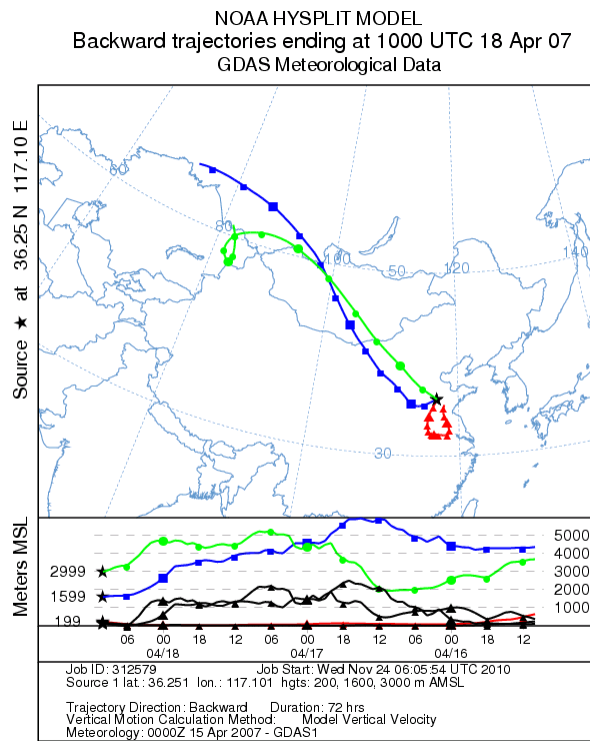 NOAA HYSPLIT MODEL
Backward trajectories ending at 1000 UTC 18 Apr 07
GDAS Meteorological Data
Source ★ at 36.25 N 117.10 E
60
80
100
50
120
140
30
Meters MSL
5000
4000
2999
3000
1599
2000
199
1000
06 00 18 12 06 00 18 12 06 00 18 12
04/18 04/17 04/16
Job ID: 312579 Job Start: Wed Nov 24 06:05:54 UTC 2010
Source 1 lat.: 36.251 lon.: 117.101 hgts: 200, 1600, 3000 m AMSL
Trajectory Direction: Backward Duration: 72 hrs
Vertical Motion Calculation Method: Model Vertical Velocity
Meteorology: 0000Z 15 Apr 2007 - GDAS1